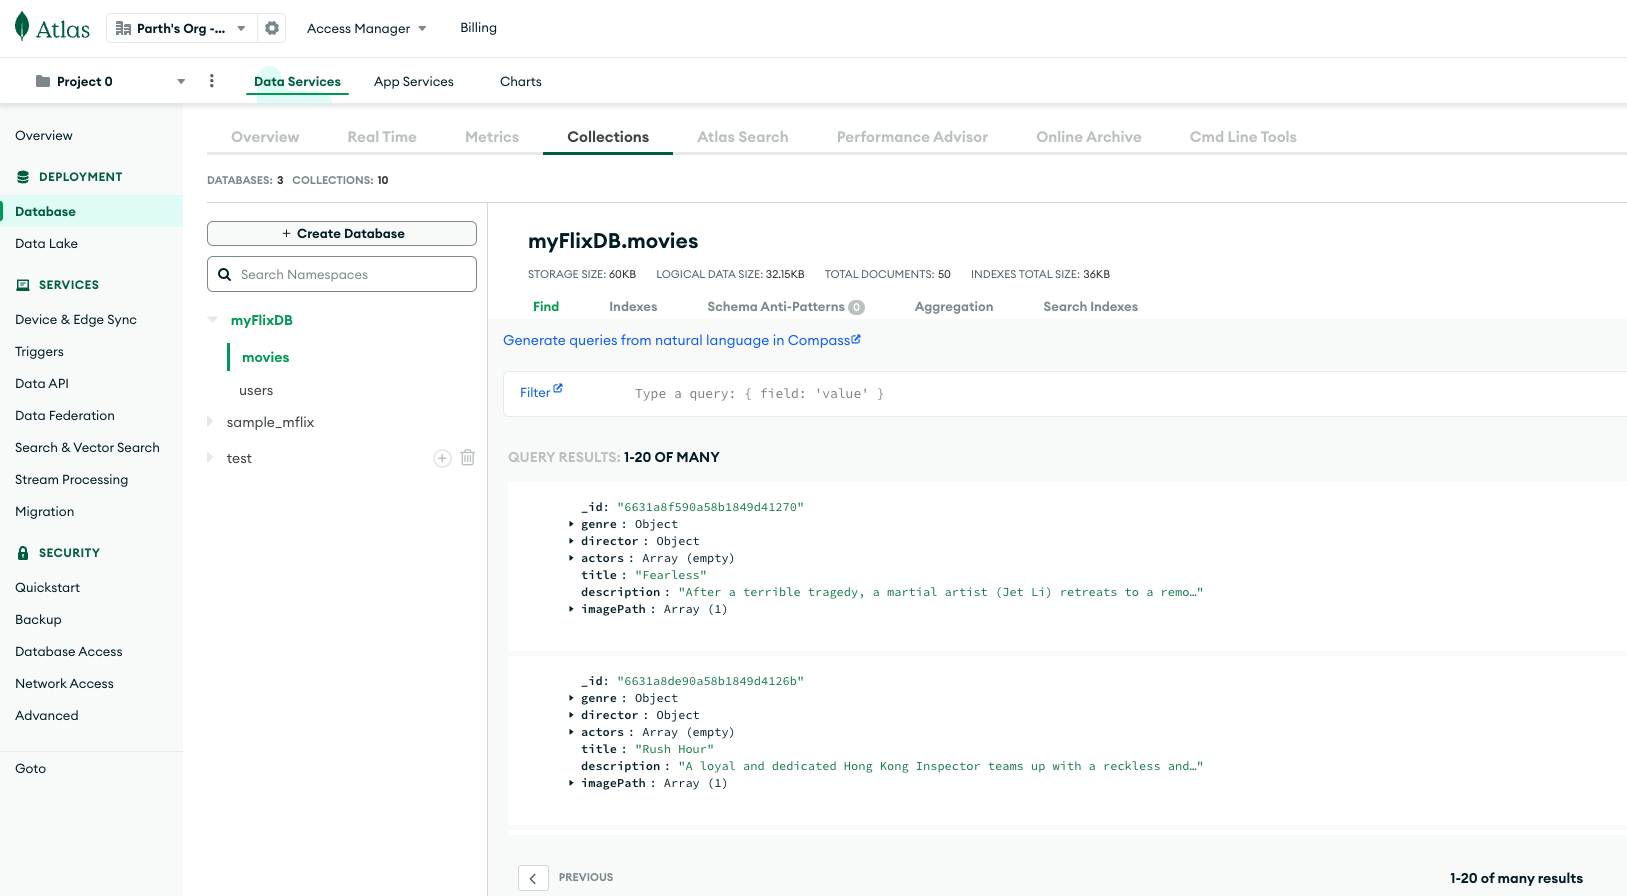 Atlas
Parth's Org -...
Access Manager
Billing
Project 0
Data Services
App Services
Charts
Overview
DEPLOYMENT
Database
Data Lake
SERVICES
Device & Edge Sync
Triggers
Data API
Data Federation
Search & Vector Search
Stream Processing
Migration
SECURITY
Quickstart
Backup
Database Access
Network Access
Advanced
Goto
Overview Real Time Metrics Collections Atlas Search Performance Advisor Online Archive Cmd Line Tools
DATABASES: 3 COLLECTIONS: 10
+ Create Database
Search Namespaces
myFlixDB
movies
users
sample_mflix
test
myFlixDB.movies
STORAGE SIZE: 60KB LOGICAL DATA SIZE: 32.15KB TOTAL DOCUMENTS: 50 INDEXES TOTAL SIZE: 36KB
Find Indexes Schema Anti-Patterns 0 Aggregation Search Indexes
Generate queries from natural language in Compass
Filter Type a query: { field: 'value' }
QUERY RESULTS: 1-20 OF MANY
_id: "6631a8f590a58b1849d41270"
genre : Object
director : Object
actors : Array (empty)
title : "Fearless"
description : "After a terrible tragedy, a martial artist (Jet Li) retreats to a remo…"
imagePath : Array (1)
_id: "6631a8de90a58b1849d4126b"
genre : Object
director : Object
actors : Array (empty)
title : "Rush Hour"
description : "A loyal and dedicated Hong Kong Inspector teams up with a reckless and…"
imagePath : Array (1)
PREVIOUS
1-20 of many results